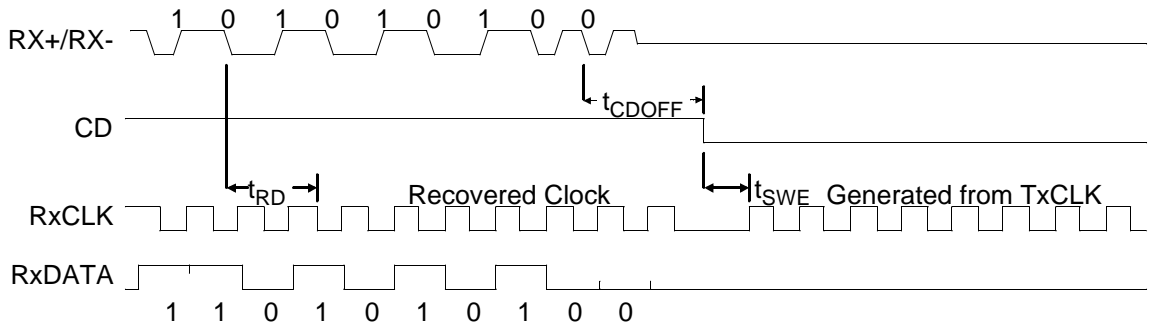 1 0 1 0 1 0 1 0 0
RX+/RX-
tCDOFF
CD
tRD Recovered Clock tSWE Generated from TxCLK
RxCLK
RxDATA
1 1 0 1 0 1 0 1 0 0